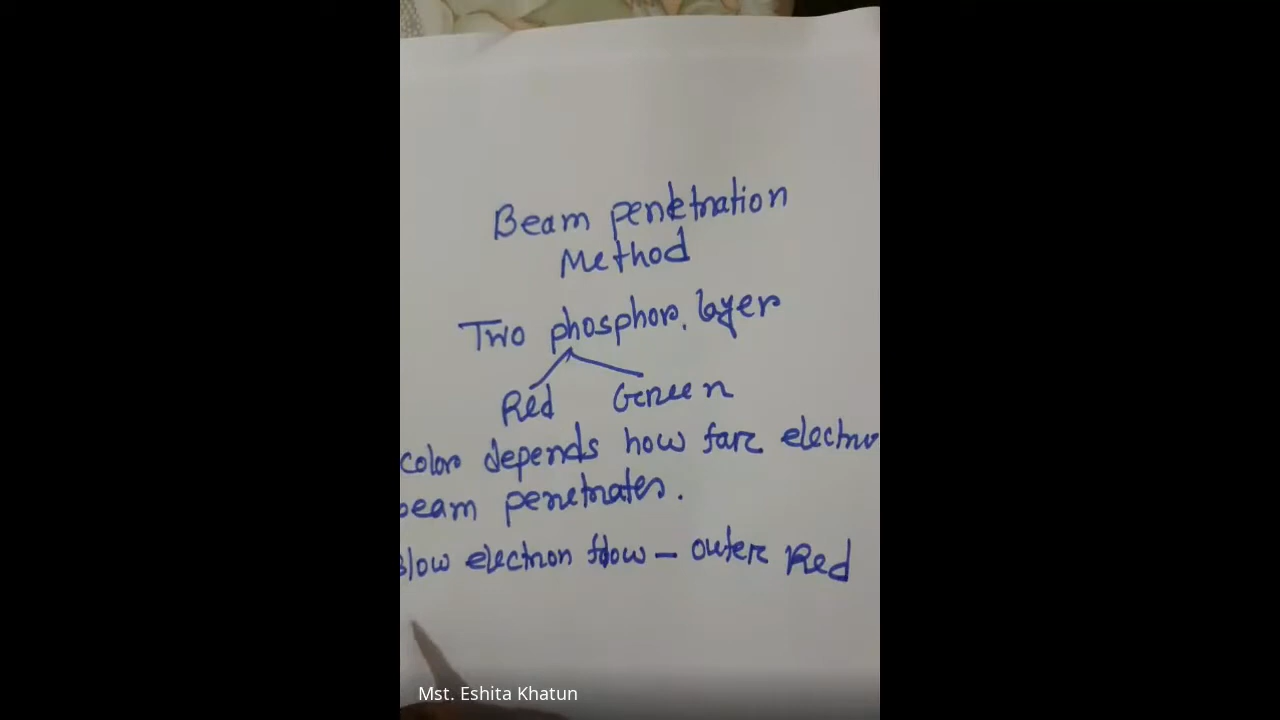 Beam penetration
Method
Two phosphor layer
Red Green
color depends how far electro
beam penetrates.
Slow electron flow - outer Red
Mst. Eshita Khatun